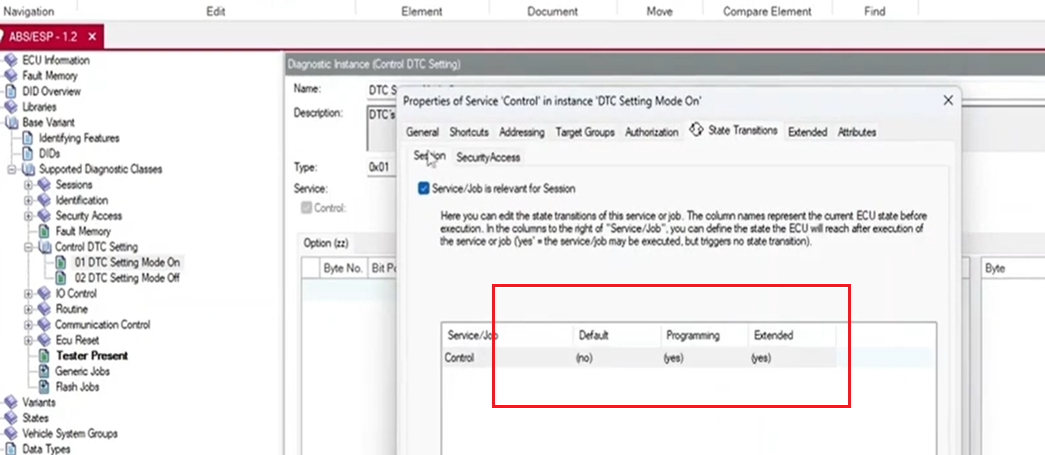 Navigation Edit Element Document Move Compare Element Find
ABS/ESP - 1.2
ECU Information
Fault Memory
DID Overview
Libraries
Base Variant
Identifying Features
DIDs
Supported Diagnostic Classes
Sessions
Identification
Security Access
Fault Memory
Control DTC Setting
01 DTC Setting Mode On
02 DTC Setting Mode Off
IO Control
Routine
Communication Control
Ecu Reset
Tester Present
Generic Jobs
Flash Jobs
Variants
States
Vehicle System Groups
Data Types
Diagnostic Instance (Control DTC Setting)
Name: DTC S
Description: DTC's
Type: 0x01
Service:
Control:
Option (zz)
Byte No. Bit Po
Byte
Properties of Service 'Control' in instance 'DTC Setting Mode On'
General Shortcuts Addressing Target Groups Authorization State Transitions Extended Attributes
Session SecurityAccess
Service/Job is relevant for Session
Here you can edit the state transitions of this service or job. The column names represent the current ECU state before
execution. In the columns to the right of "Service/Job", you can define the state the ECU will reach after execution of
the service or job ('yes' = the service/job may be executed, but triggers no state transition).
Service/Job Default Programming Extended
Control (no) (yes) (yes)